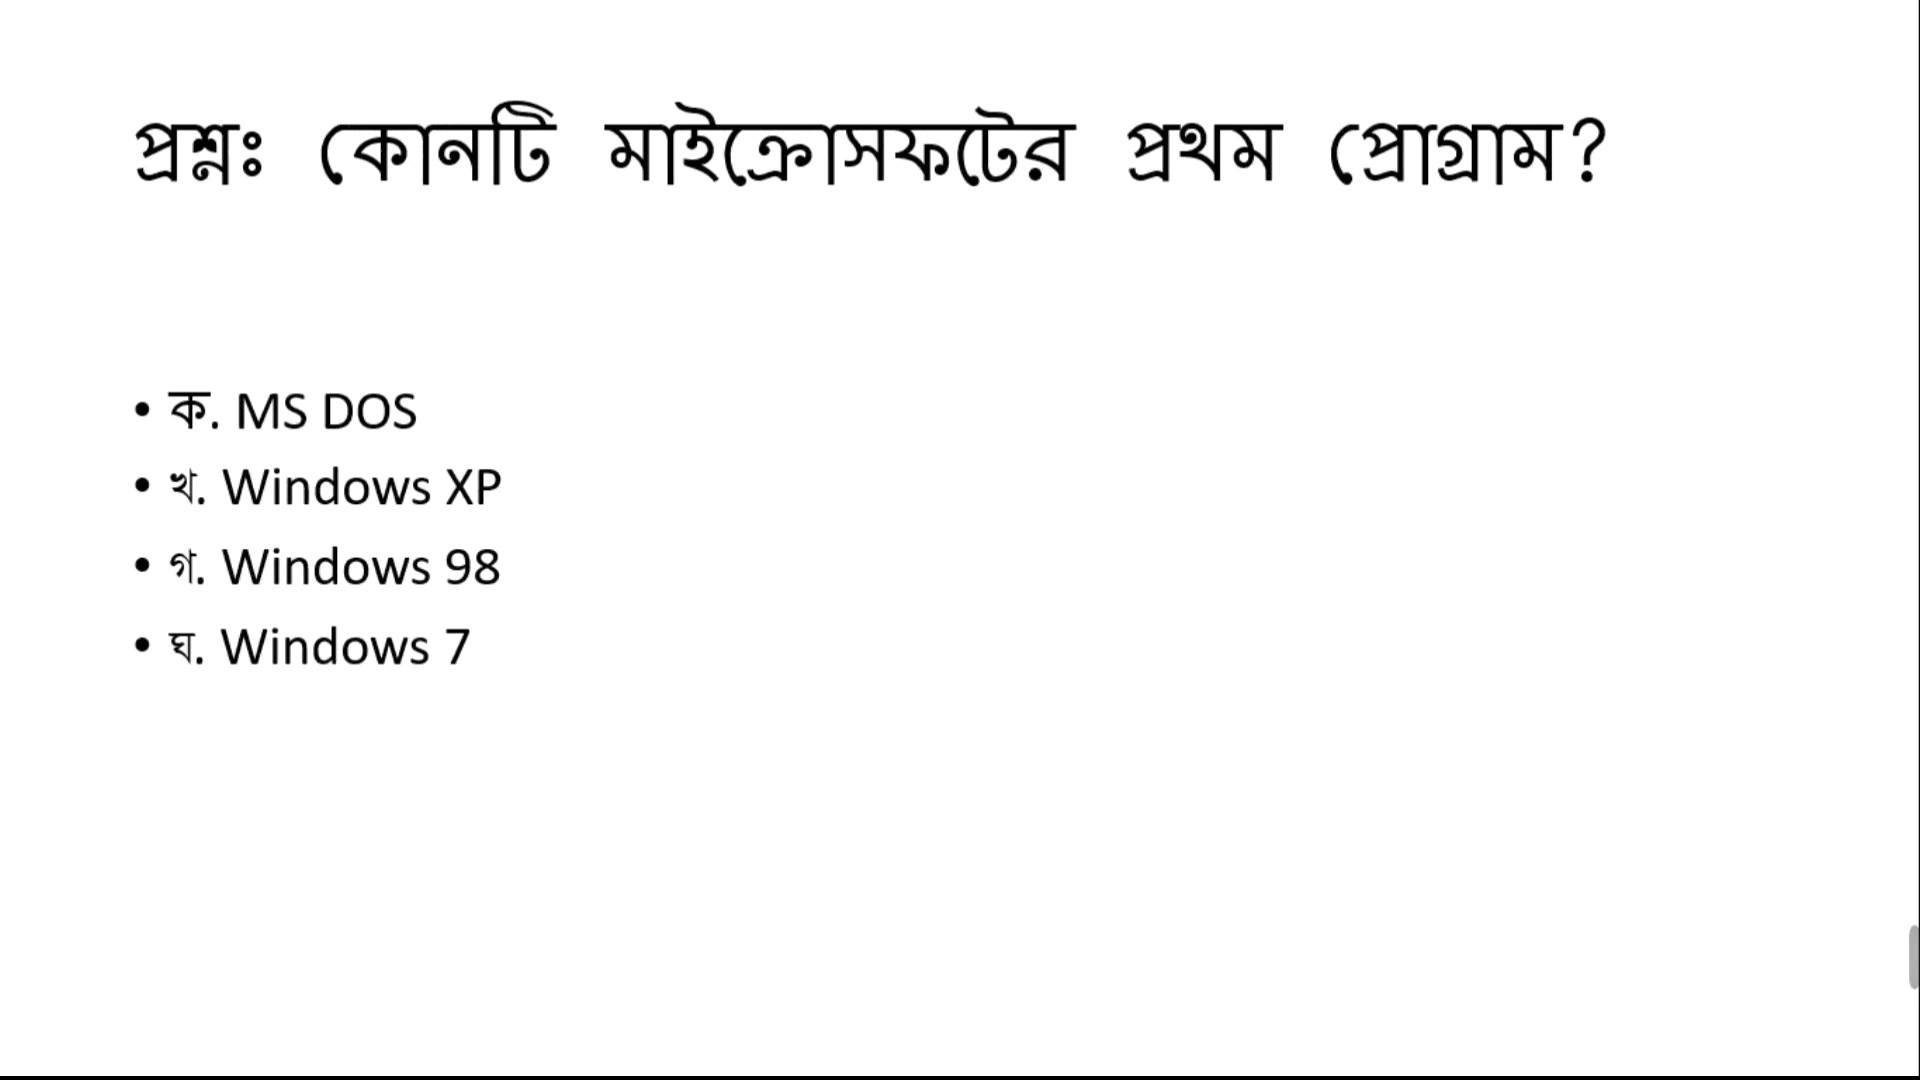 প্রশ্নঃ কোনটি মাইক্রোসফটের প্রথম প্রোগ্রাম?
• ক. MS DOS
• খ. Windows XP
• গ. Windows 98
• ঘ. Windows 7